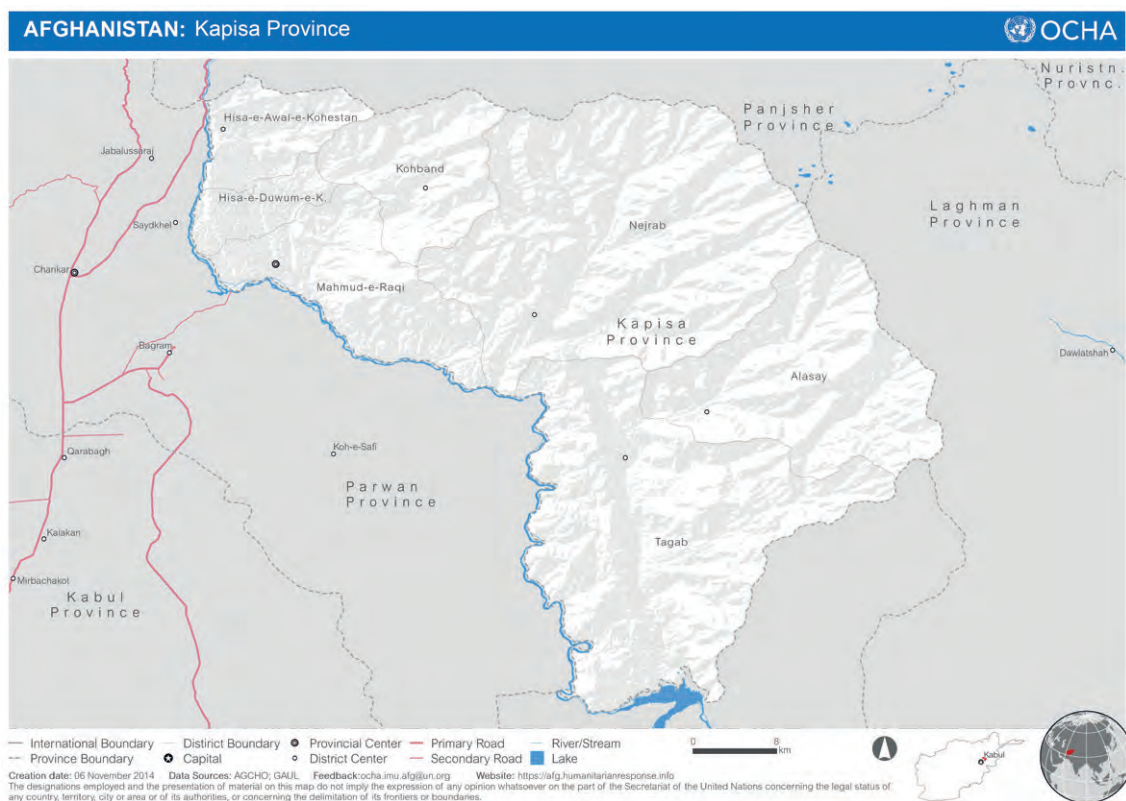 AFGHANISTAN: Kapisa Province
OCHA
Nuristn.
Provnc.
Panjsher
Province
Hisa-e-Awal-e-Kohestan
Jabalussaraj
Kohband
Hisa-e-Duwum-e-K.
Laghman
Province
Saydkhel
Nejrab
Charikar
Mahmud-e-Raqi
Kapisa
Province
Bagram
Dawlatshah
Alasay
Koh-e-Safi
Qarabagh
Parwan
Province
Kalakan
Tagab
Mirbachakot
Kabul
Province
International Boundary District Boundary Provincial Center Primary Road River/Stream 0 8
km
Province Boundary Capital District Center Secondary Road Lake
Kabul
Creation date: 06 November 2014 Data Sources: AGCHO; GAUL Feedback:ocha.imu.afg@un.org Website: https://afg.humanitarianresponse.info
The designations employed and the presentation of material on this map do not imply the expression of any opinion whatsoever on the part of the Secretariat of the United Nations concerning the legal status of
any country, territory, city or area or of its authorities, or concerning the delimitation of its frontiers or boundaries.